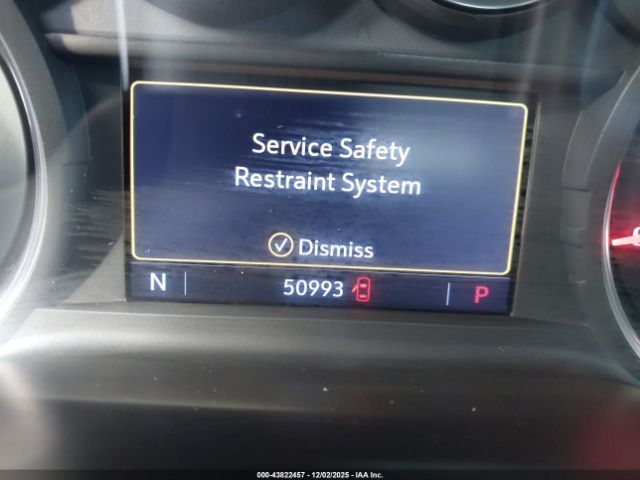 Service Safety
Restraint System
Dismiss
N 50993 P
000-43822457 - 12/02/2025 - IAA Inc.